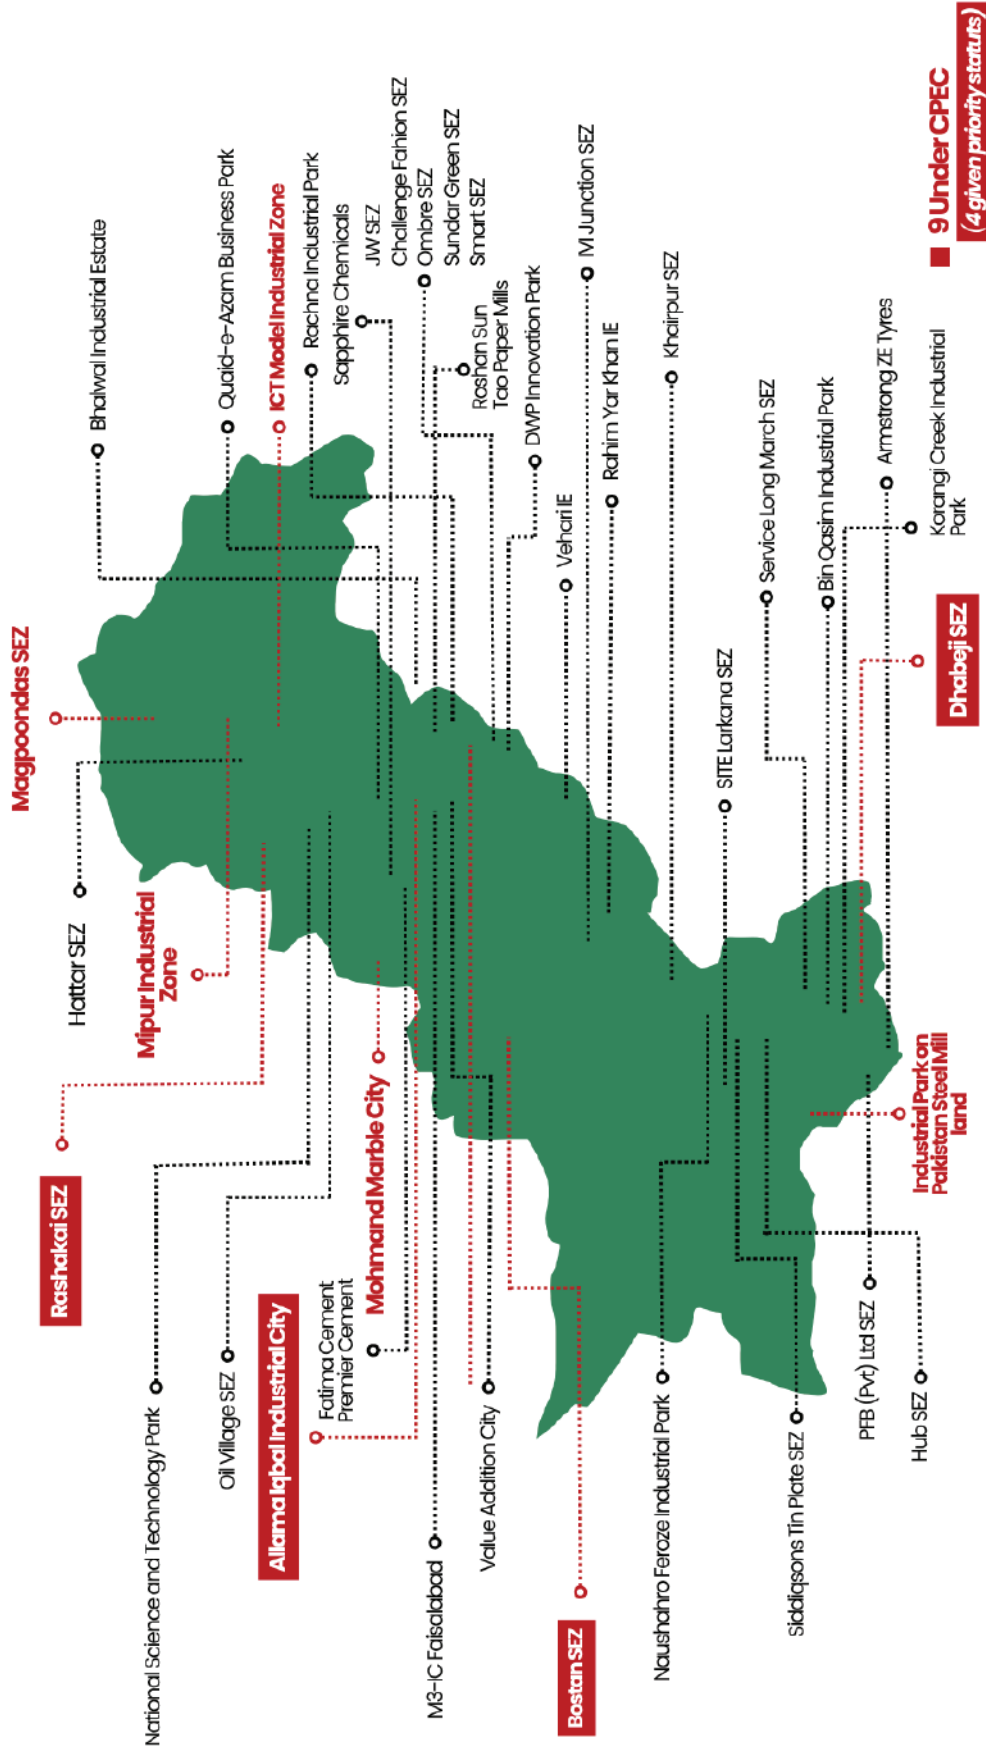 Magpoondas SEZ
Hattar SEZ
Mipur Industrial
Zone
Rashakai SEZ
National Science and Technology Park
Oil Village SEZ
Allama Iqbal Industrial City
Fatima Cement
Premier Cement
Mohmand Marble City
M3-IC Faisalabad
Value Addition City
Bostan SEZ
Naushahro Feroze Industrial Park
Siddiqsons Tin Plate SEZ
PFB (Pvt) Ltd SEZ
Hub SEZ
Bhalwal Industrial Estate
Quaid-e-Azam Business Park
ICT Model Industrial Zone
Rachna Industrial Park
Sapphire Chemicals
JW SEZ
Challenge Fahion SEZ
Ombre SEZ
Sundar Green SEZ
Smart SEZ
Roshan Sun
Tao Paper Mills
DWP Innovation Park
Vehari IE
M Junction SEZ
Rahim Yar Khan IE
Khairpur SEZ
SITE Larkana SEZ
Service Long March SEZ
Bin Qasim Industrial Park
Armstrong ZE Tyres
Korangi Creek Industrial
Park
Dhabeji SEZ
Industrial Park on
Pakistan Steel Mill
land
9 Under CPEC
(4 given priority statuts)